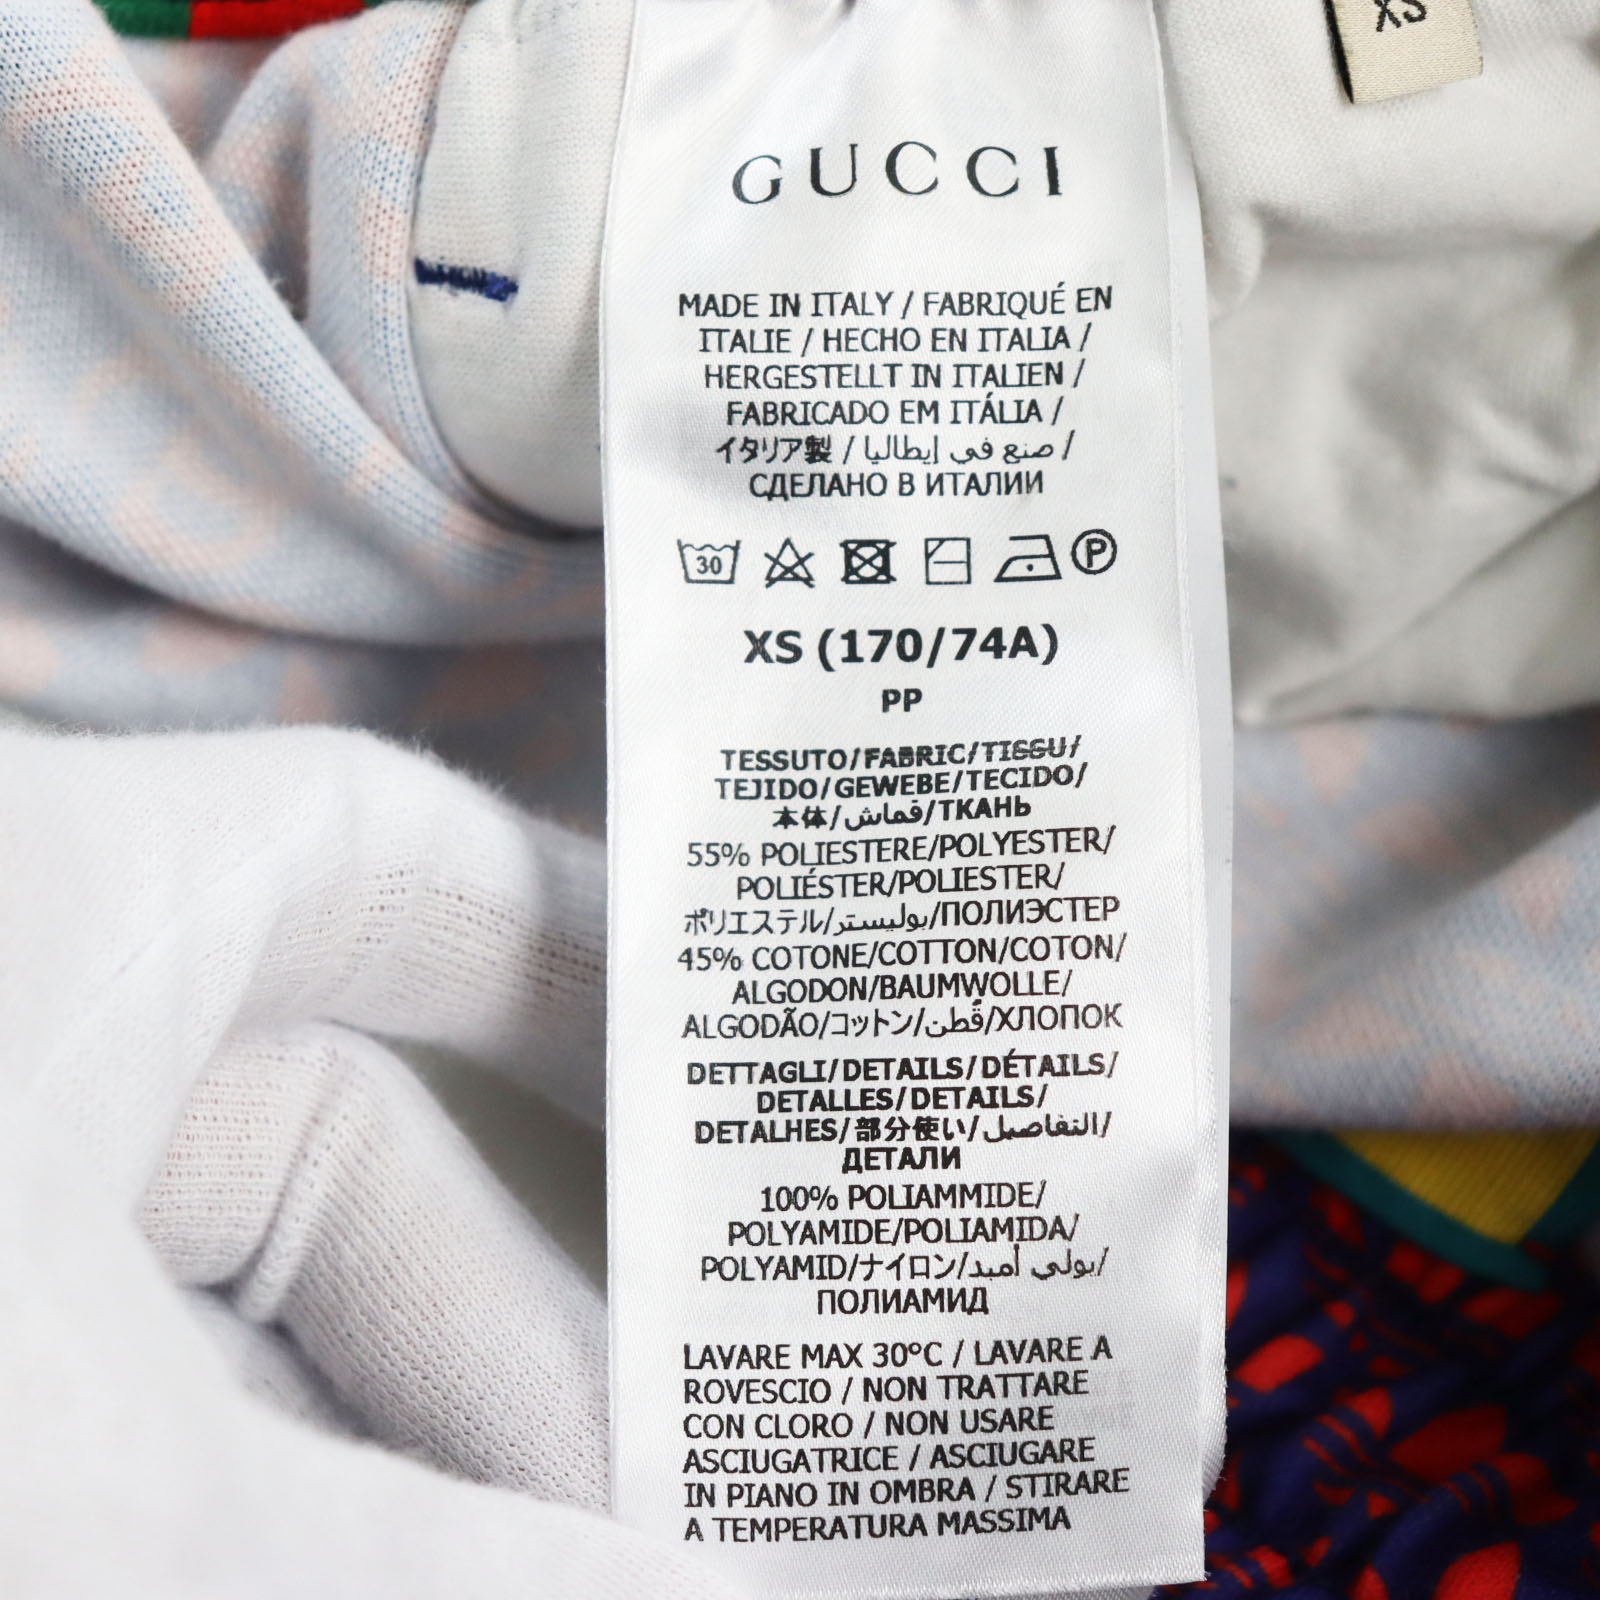 XS
GUCCI
MADE IN ITALY / FABRIQUÉ EN
ITALIE / HECHO EN ITALIA /
HERGESTELLT IN ITALIEN /
FABRICADO EM ITÁLIA /
イタリア製 / صنع في إيطاليا /
СДЕЛАНО В ИТАЛИИ
30 P
XS (170/74A)
PP
TESSUTO/FABRIC/TISSU/
TEJIDO/GEWEBE/TECIDO/
本体/قماش/ТКАНЬ
55% POLIESTERE/POLYESTER/
POLIÉSTER/POLIESTER/
ポリエステル/بوليستر/ПОЛИЭСТЕР
45% COTONE/COTTON/COTON/
ALGODON/BAUMWOLLE/
ALGODÃO/コットン/قطن/ХЛОПОК
DETTAGLI/DETAILS/DÉTAILS/
DETALLES/DETAILS/
DETALHES/部分使い/التفاصيل/
ДЕТАЛИ
100% POLIAMMIDE/
POLYAMIDE/POLIAMIDA/
POLYAMID/ナイロン/بولي أميد/
ПОЛИАМИД
LAVARE MAX 30°C / LAVARE A
ROVESCIO / NON TRATTARE
CON CLORO / NON USARE
ASCIUGATRICE / ASCIUGARE
IN PIANO IN OMBRA / STIRARE
A TEMPERATURA MASSIMA